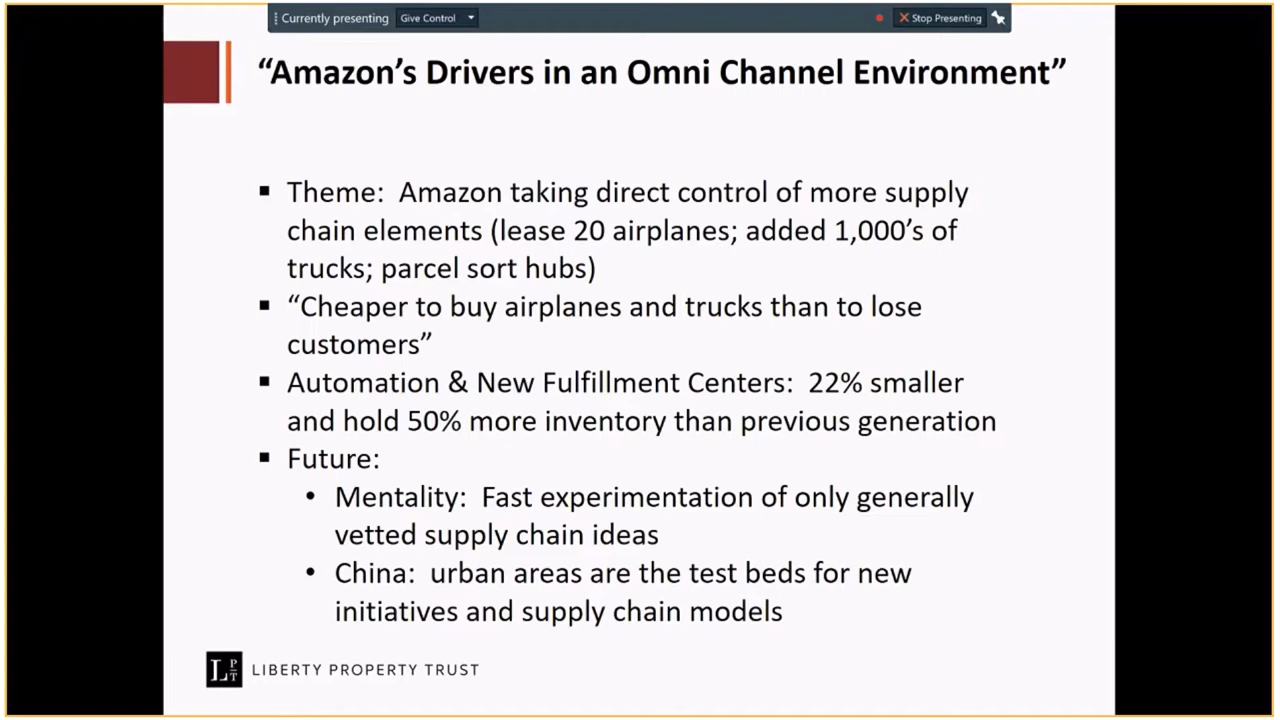 Currently presenting Give Control Stop Presenting
“Amazon’s Drivers in an Omni Channel Environment”
▪ Theme: Amazon taking direct control of more supply
chain elements (lease 20 airplanes; added 1,000’s of
trucks; parcel sort hubs)
▪ “Cheaper to buy airplanes and trucks than to lose
customers”
▪ Automation & New Fulfillment Centers: 22% smaller
and hold 50% more inventory than previous generation
▪ Future:
• Mentality: Fast experimentation of only generally
vetted supply chain ideas
• China: urban areas are the test beds for new
initiatives and supply chain models
LPT LIBERTY PROPERTY TRUST